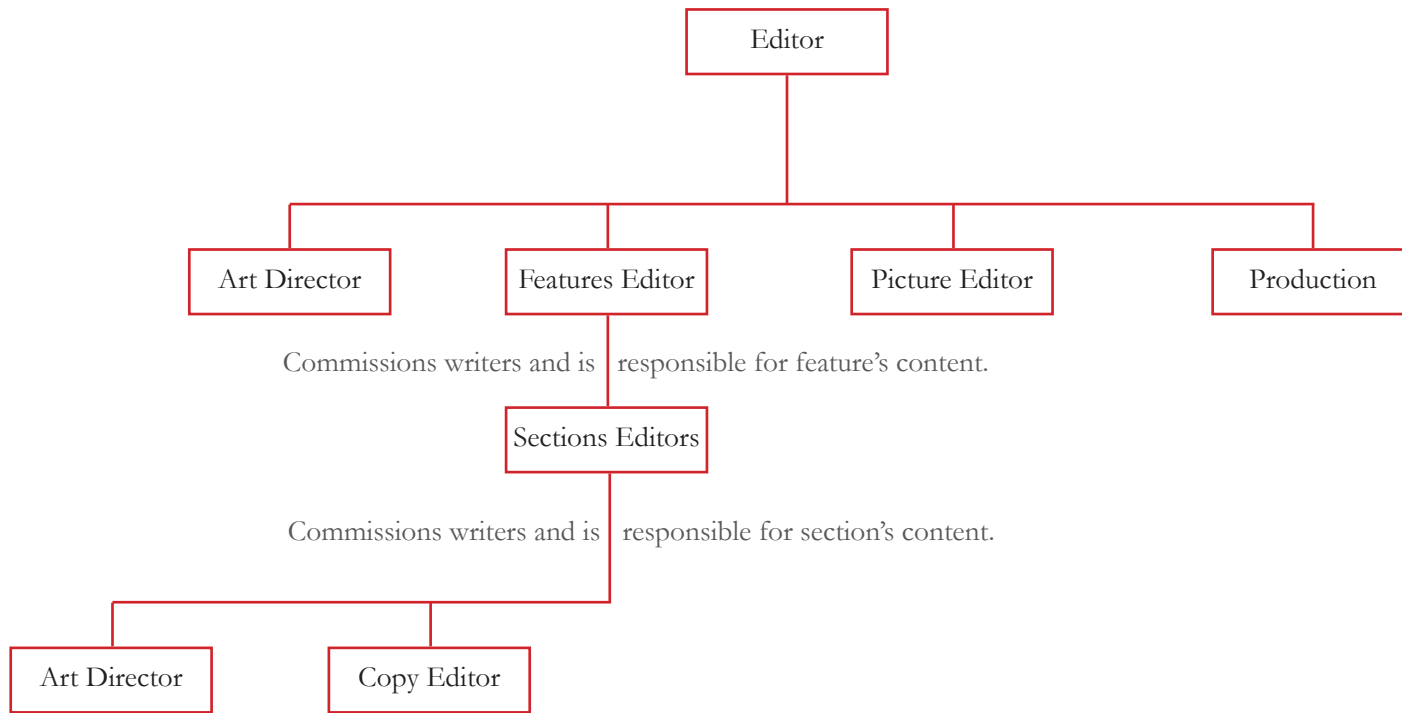 Editor
Art Director
Features Editor
Picture Editor
Production
Commissions writers and is responsible for feature’s content.
Sections Editors
Commissions writers and is responsible for section’s content.
Art Director
Copy Editor